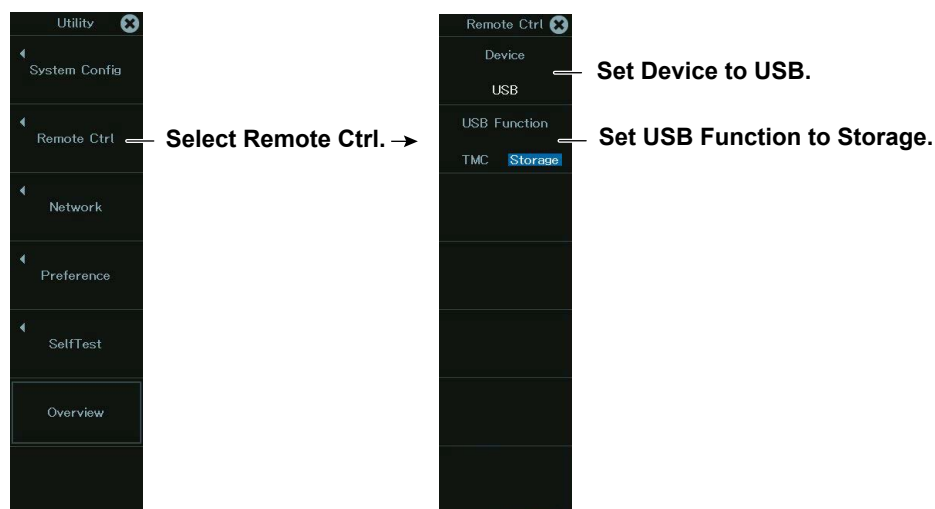 Utility
System Config
Remote Ctrl
Network
Preference
SelfTest
Overview
Select Remote Ctrl.
Remote Ctrl
Device
USB
USB Function
TMC Storage
Set Device to USB.
Set USB Function to Storage.